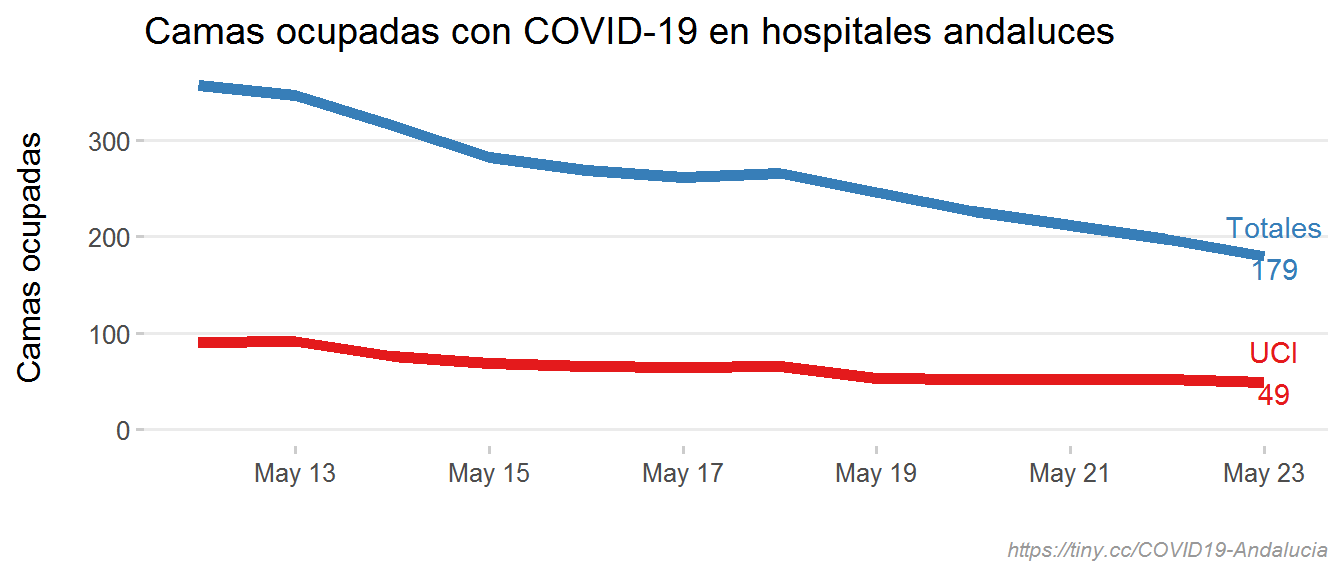 Camas ocupadas con COVID-19 en hospitales andaluces
Camas ocupadas
300
200
100
0
Totales
179
UCI
49
May 13
May 15
May 17
May 19
May 21
May 23
https://tiny.cc/COVID19-Andalucia